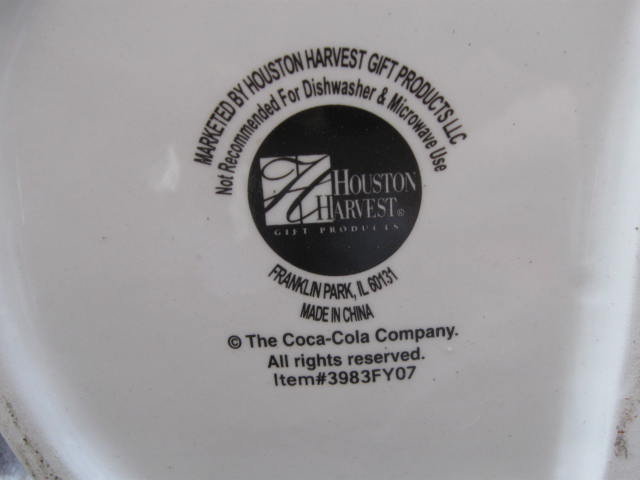 MARKETED BY HOUSTON HARVEST GIFT PRODUCTS LLC
Not Recommended For Dishwasher & Microwave Use
H HOUSTON
HARVEST®
GIFT PRODUCTS
FRANKLIN PARK, IL 60131
MADE IN CHINA
© The Coca-Cola Company.
All rights reserved.
Item#3983FY07